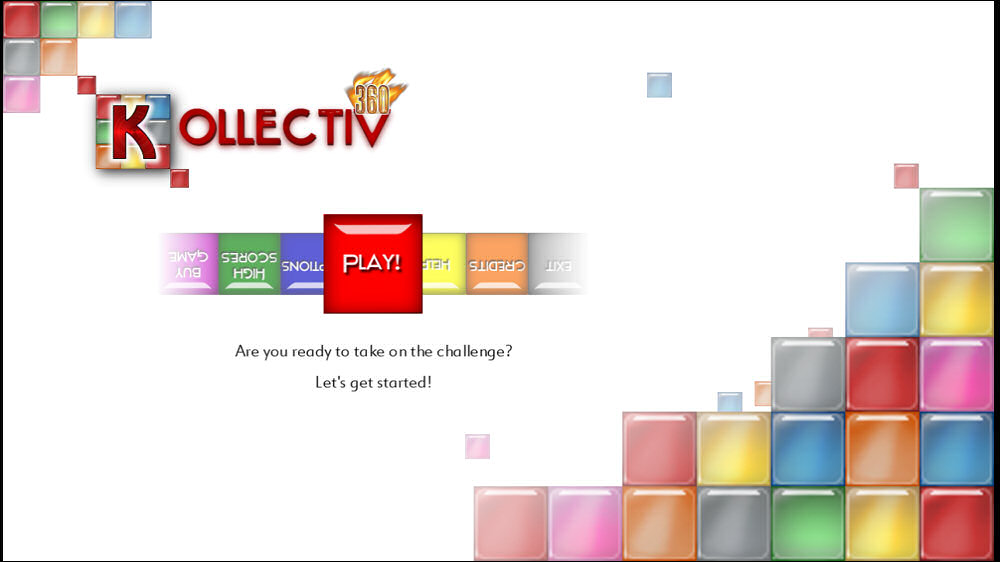 360
KOLLECTIV
BUY
GAME
HIGH
SCORES
PTIONS
PLAY!
HELP
CREDITS
EXIT
Are you ready to take on the challenge?
Let's get started!